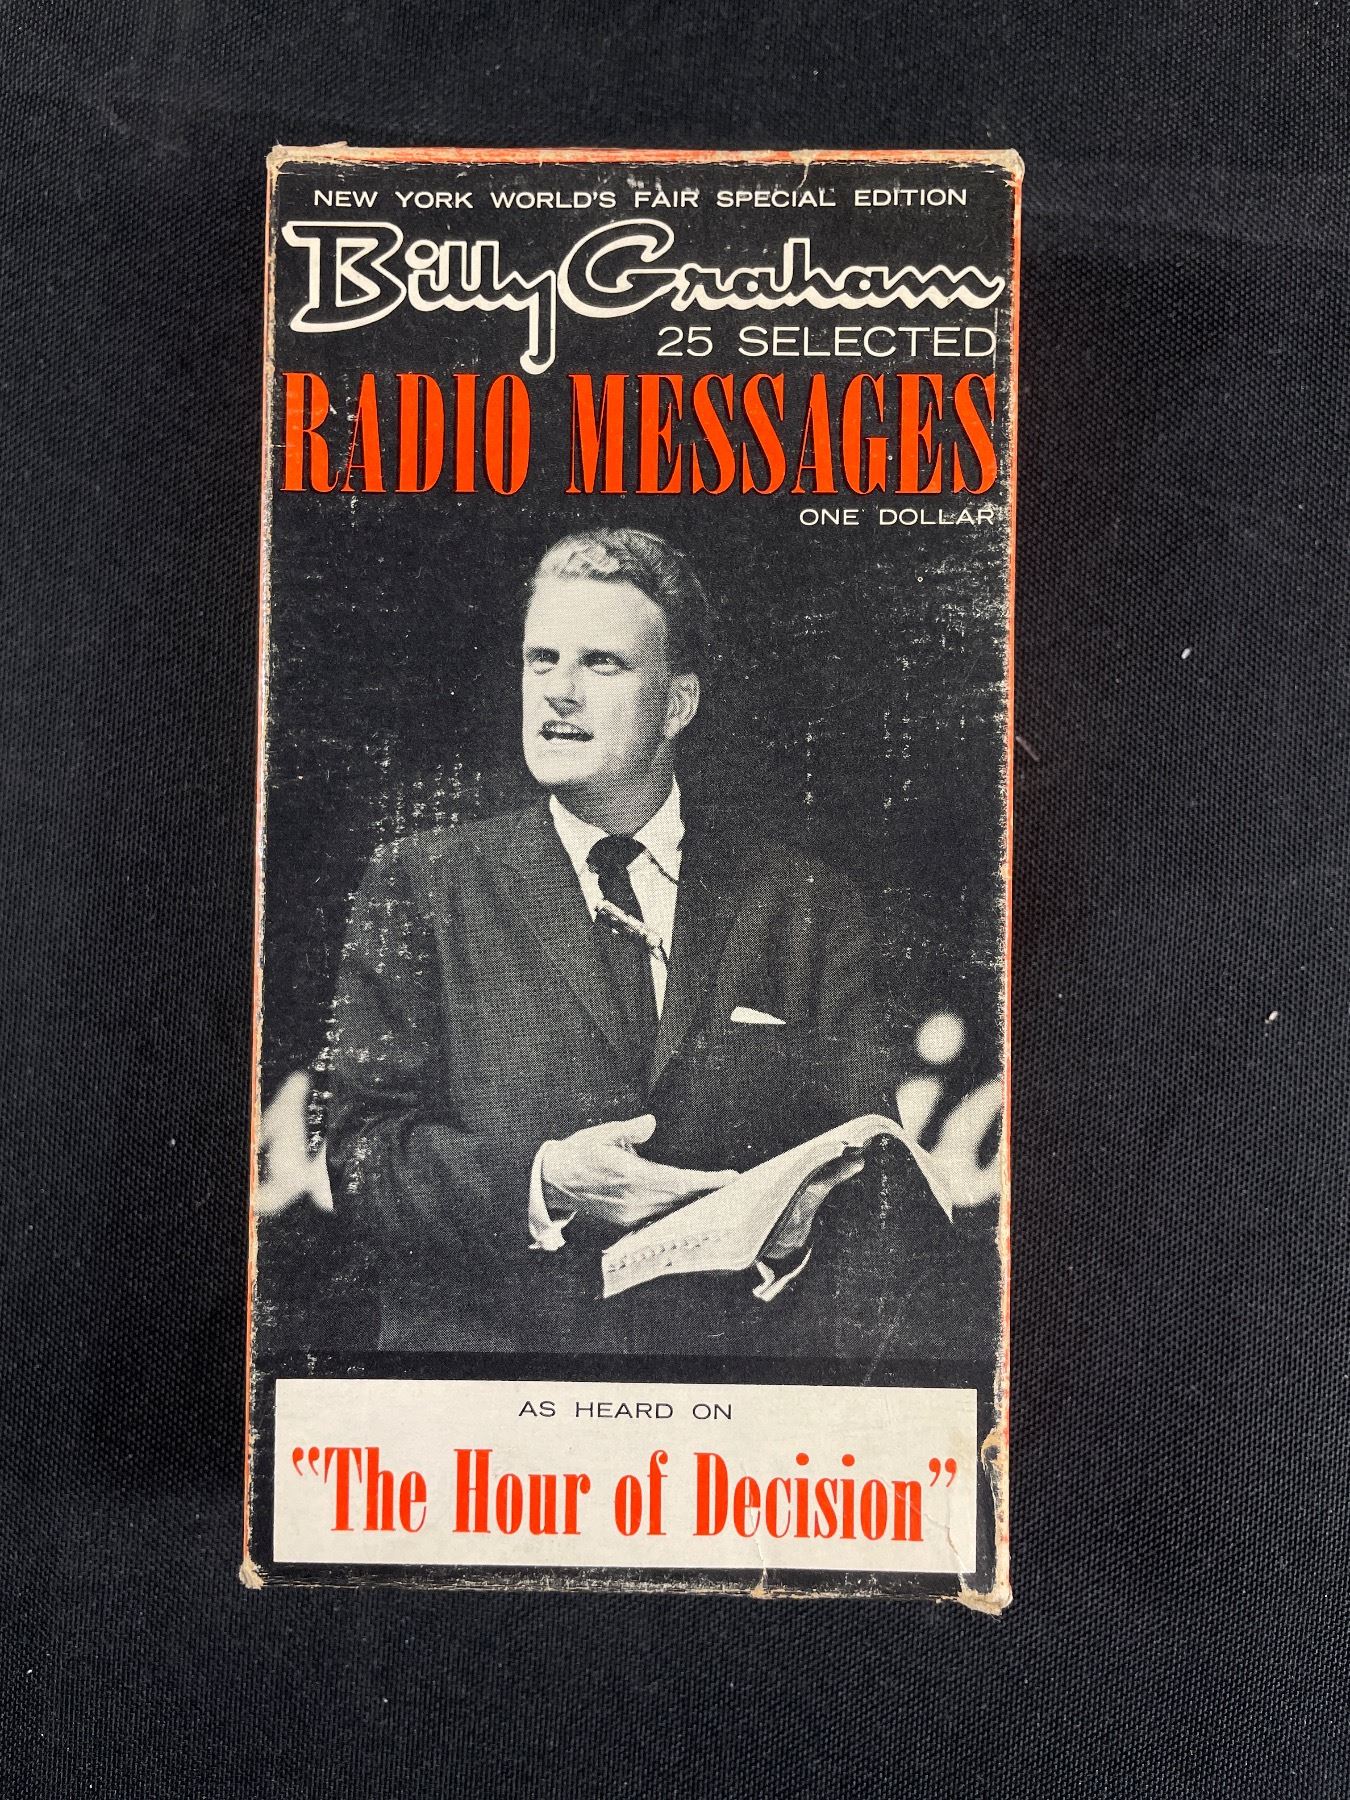 NEW YORK WORLD'S FAIR SPECIAL EDITION
Billy Graham
25 SELECTED
RADIO MESSAGES
ONE DOLLAR
AS HEARD ON
“The Hour of Decision”